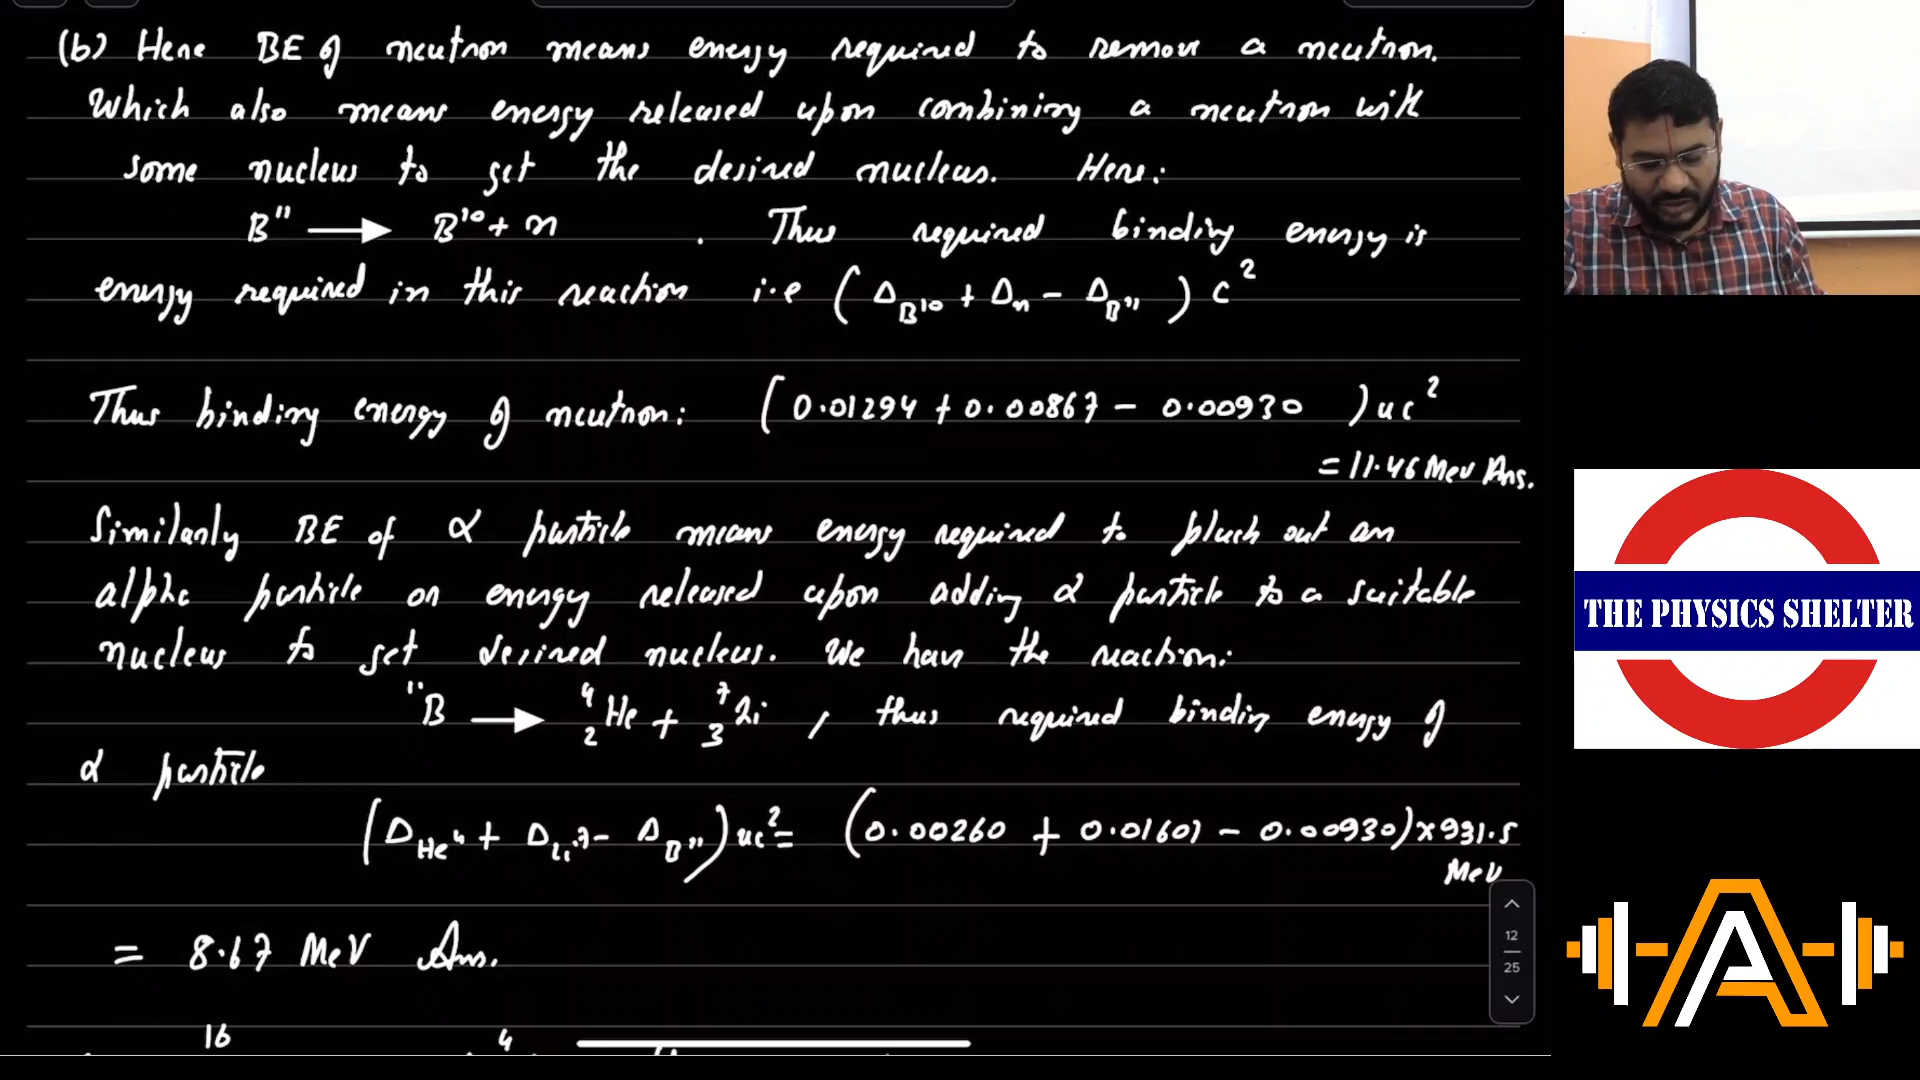 (b) Here BE of neutron means energy required to remove a neutron.
Which also means energy released upon combining a neutron with
some nucleus to get the desired nucleus. Here:
B¹¹ ⟶ B¹⁰ + n . Thus required binding energy is
energy required in this reaction i.e (Δ_B¹⁰ + Δ_n − Δ_B¹¹) c²
Thus binding energy of neutron: (0.01294 + 0.00867 − 0.00930) uc²
= 11.46 MeV Ans.
Similarly BE of α particle means energy required to pluck out an
alpha particle or energy released upon adding α particle to a suitable
nucleus to get desired nucleus. We have the reaction:
¹¹B ⟶ ⁴₂He + ⁷₃Li , thus required binding energy of
α particle
(Δ_He⁴ + Δ_Li⁷ − Δ_B¹¹) uc² = (0.00260 + 0.01601 − 0.00930) × 931.5
MeV
= 8.67 MeV Ans.
16
4
12
25
THE PHYSICS SHELTER
A